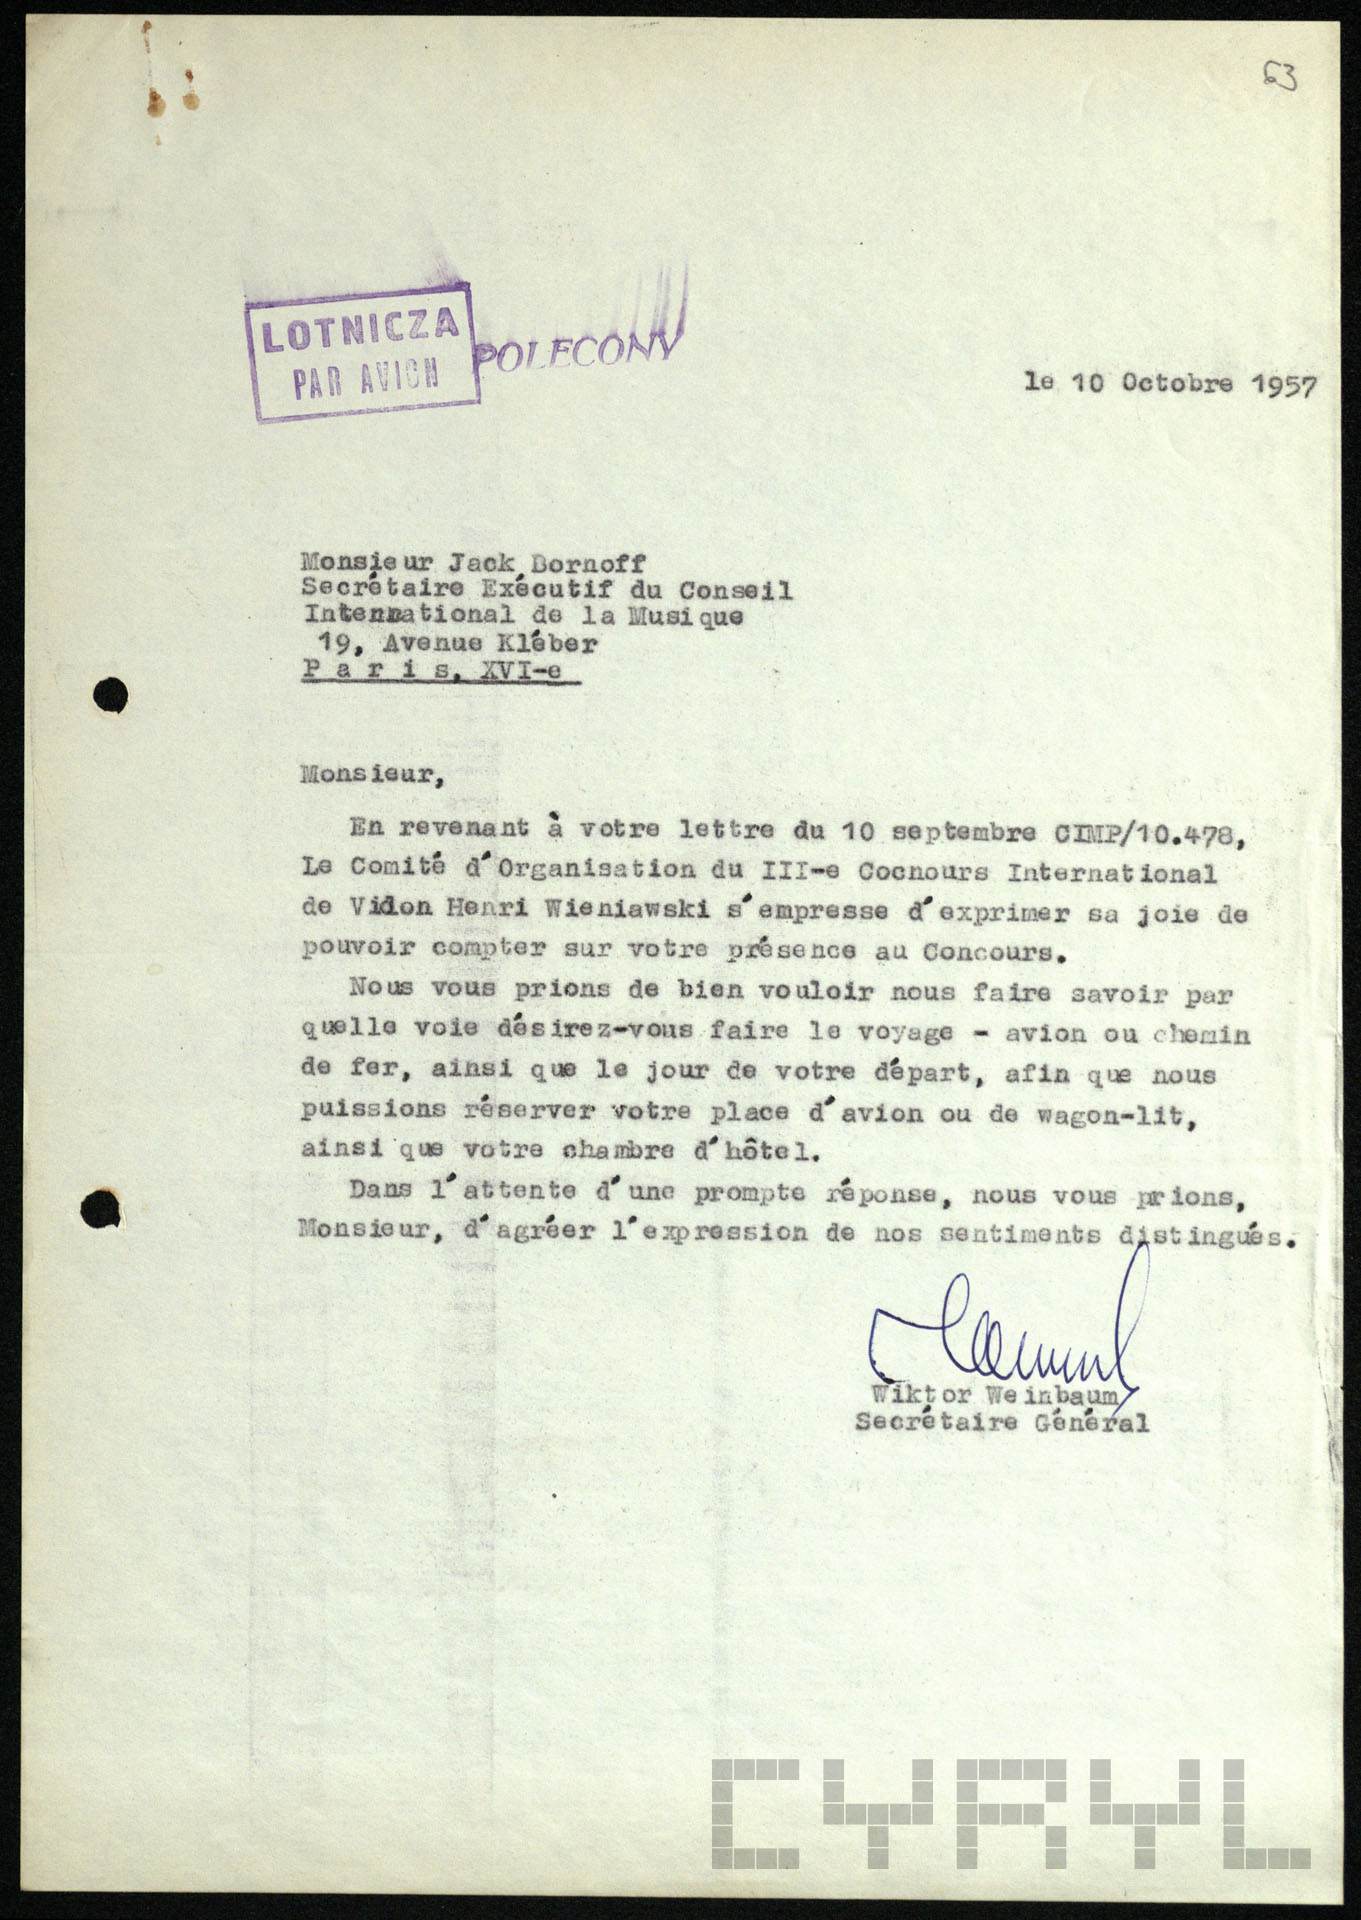 63
LOTNICZA
PAR AVION
POLECONY
le 10 Octobre 1957
Monsieur Jack Bornoff
Secrétaire Exécutif du Conseil
International de la Musique
19, Avenue Kléber
P a r i s, XVI-e
Monsieur,
En revenant à votre lettre du 10 septembre CIMP/10.478,
Le Comité d'Organisation du III-e Cocnours International
de Vidon Henri Wieniawski s'empresse d'exprimer sa joie de
pouvoir compter sur votre présence au Concours.
Nous vous prions de bien vouloir nous faire savoir par
quelle voie désirez-vous faire le voyage - avion ou chemin
de fer, ainsi que le jour de votre départ, afin que nous
puissions réserver votre place d'avion ou de wagon-lit,
ainsi que votre chambre d'hôtel.
Dans l'attente d'une prompte réponse, nous vous prions,
Monsieur, d'agréer l'expression de nos sentiments distingués.
Wiktor Weinbaum
Secrétaire Général
CYRYL